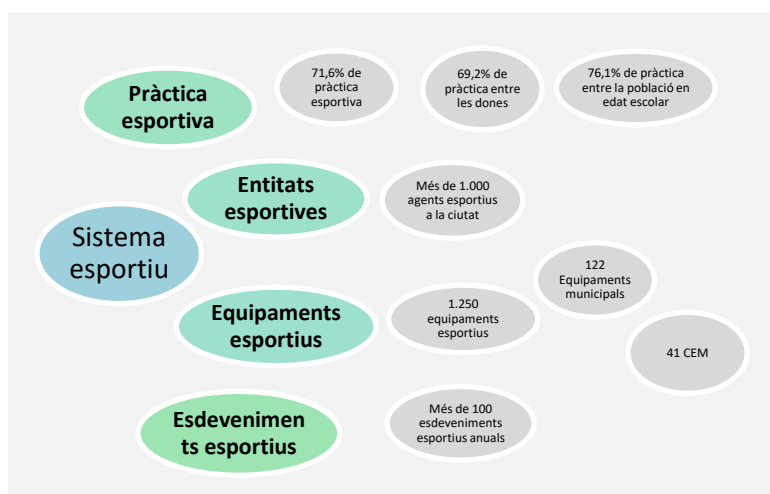 Pràctica
esportiva
71,6% de
pràctica
esportiva
69,2% de
pràctica entre
les dones
76,1% de pràctica
entre la població en
edat escolar
Entitats
esportives
Més de 1.000
agents esportius
a la ciutat
Sistema
esportiu
Equipaments
esportius
1.250
equipaments
esportius
122
Equipaments
municipals
41 CEM
Esdevenimen
ts esportius
Més de 100
esdeveniments
esportius anuals